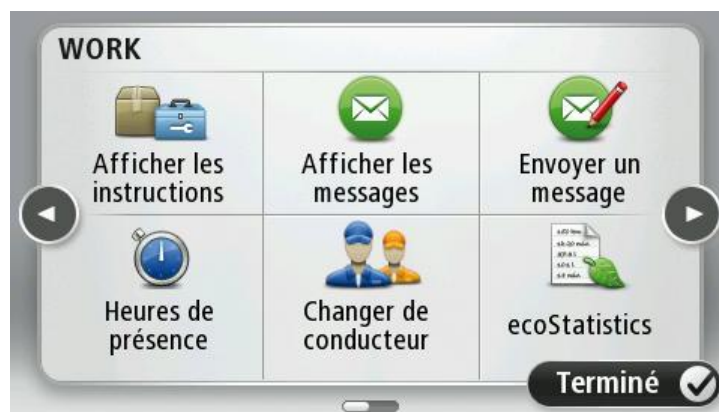 WORK
Afficher les
instructions
Afficher les
messages
Envoyer un
message
Heures de
présence
Changer de
conducteur
ecoStatistics
Terminé